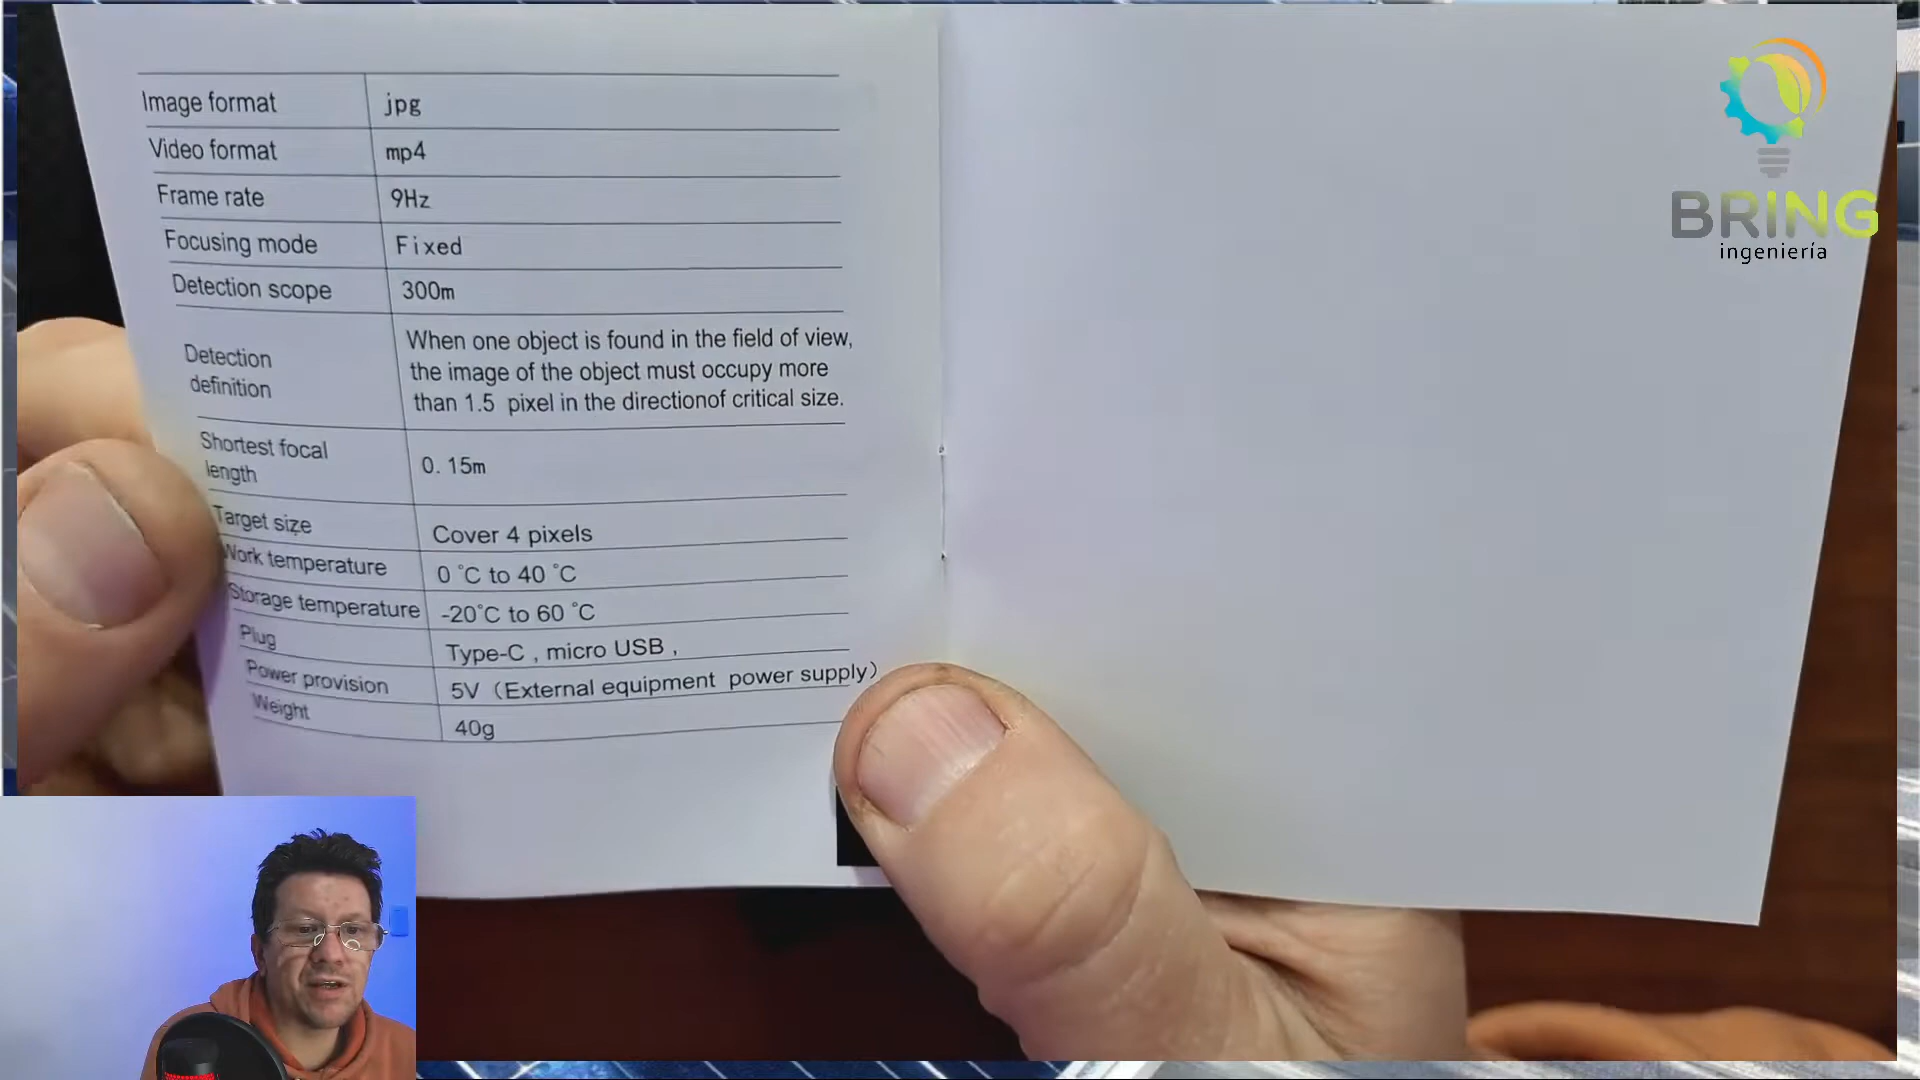 Image format jpg
Video format mp4
Frame rate 9Hz
Focusing mode Fixed
Detection scope 300m
Detection definition When one object is found in the field of view,
the image of the object must occupy more
than 1.5 pixel in the directionof critical size.
Shortest focal length 0.15m
Target size Cover 4 pixels
Work temperature 0 °C to 40 °C
Storage temperature -20°C to 60 °C
Plug Type-C , micro USB ,
Power provision 5V (External equipment power supply)
Weight 40g
BRING
ingeniería